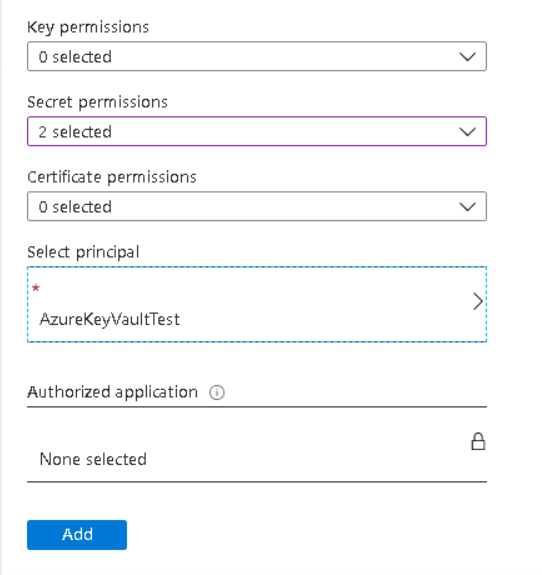 Key permissions
0 selected
Secret permissions
2 selected
Certificate permissions
0 selected
Select principal
*
AzureKeyVaultTest
Authorized application
None selected
Add